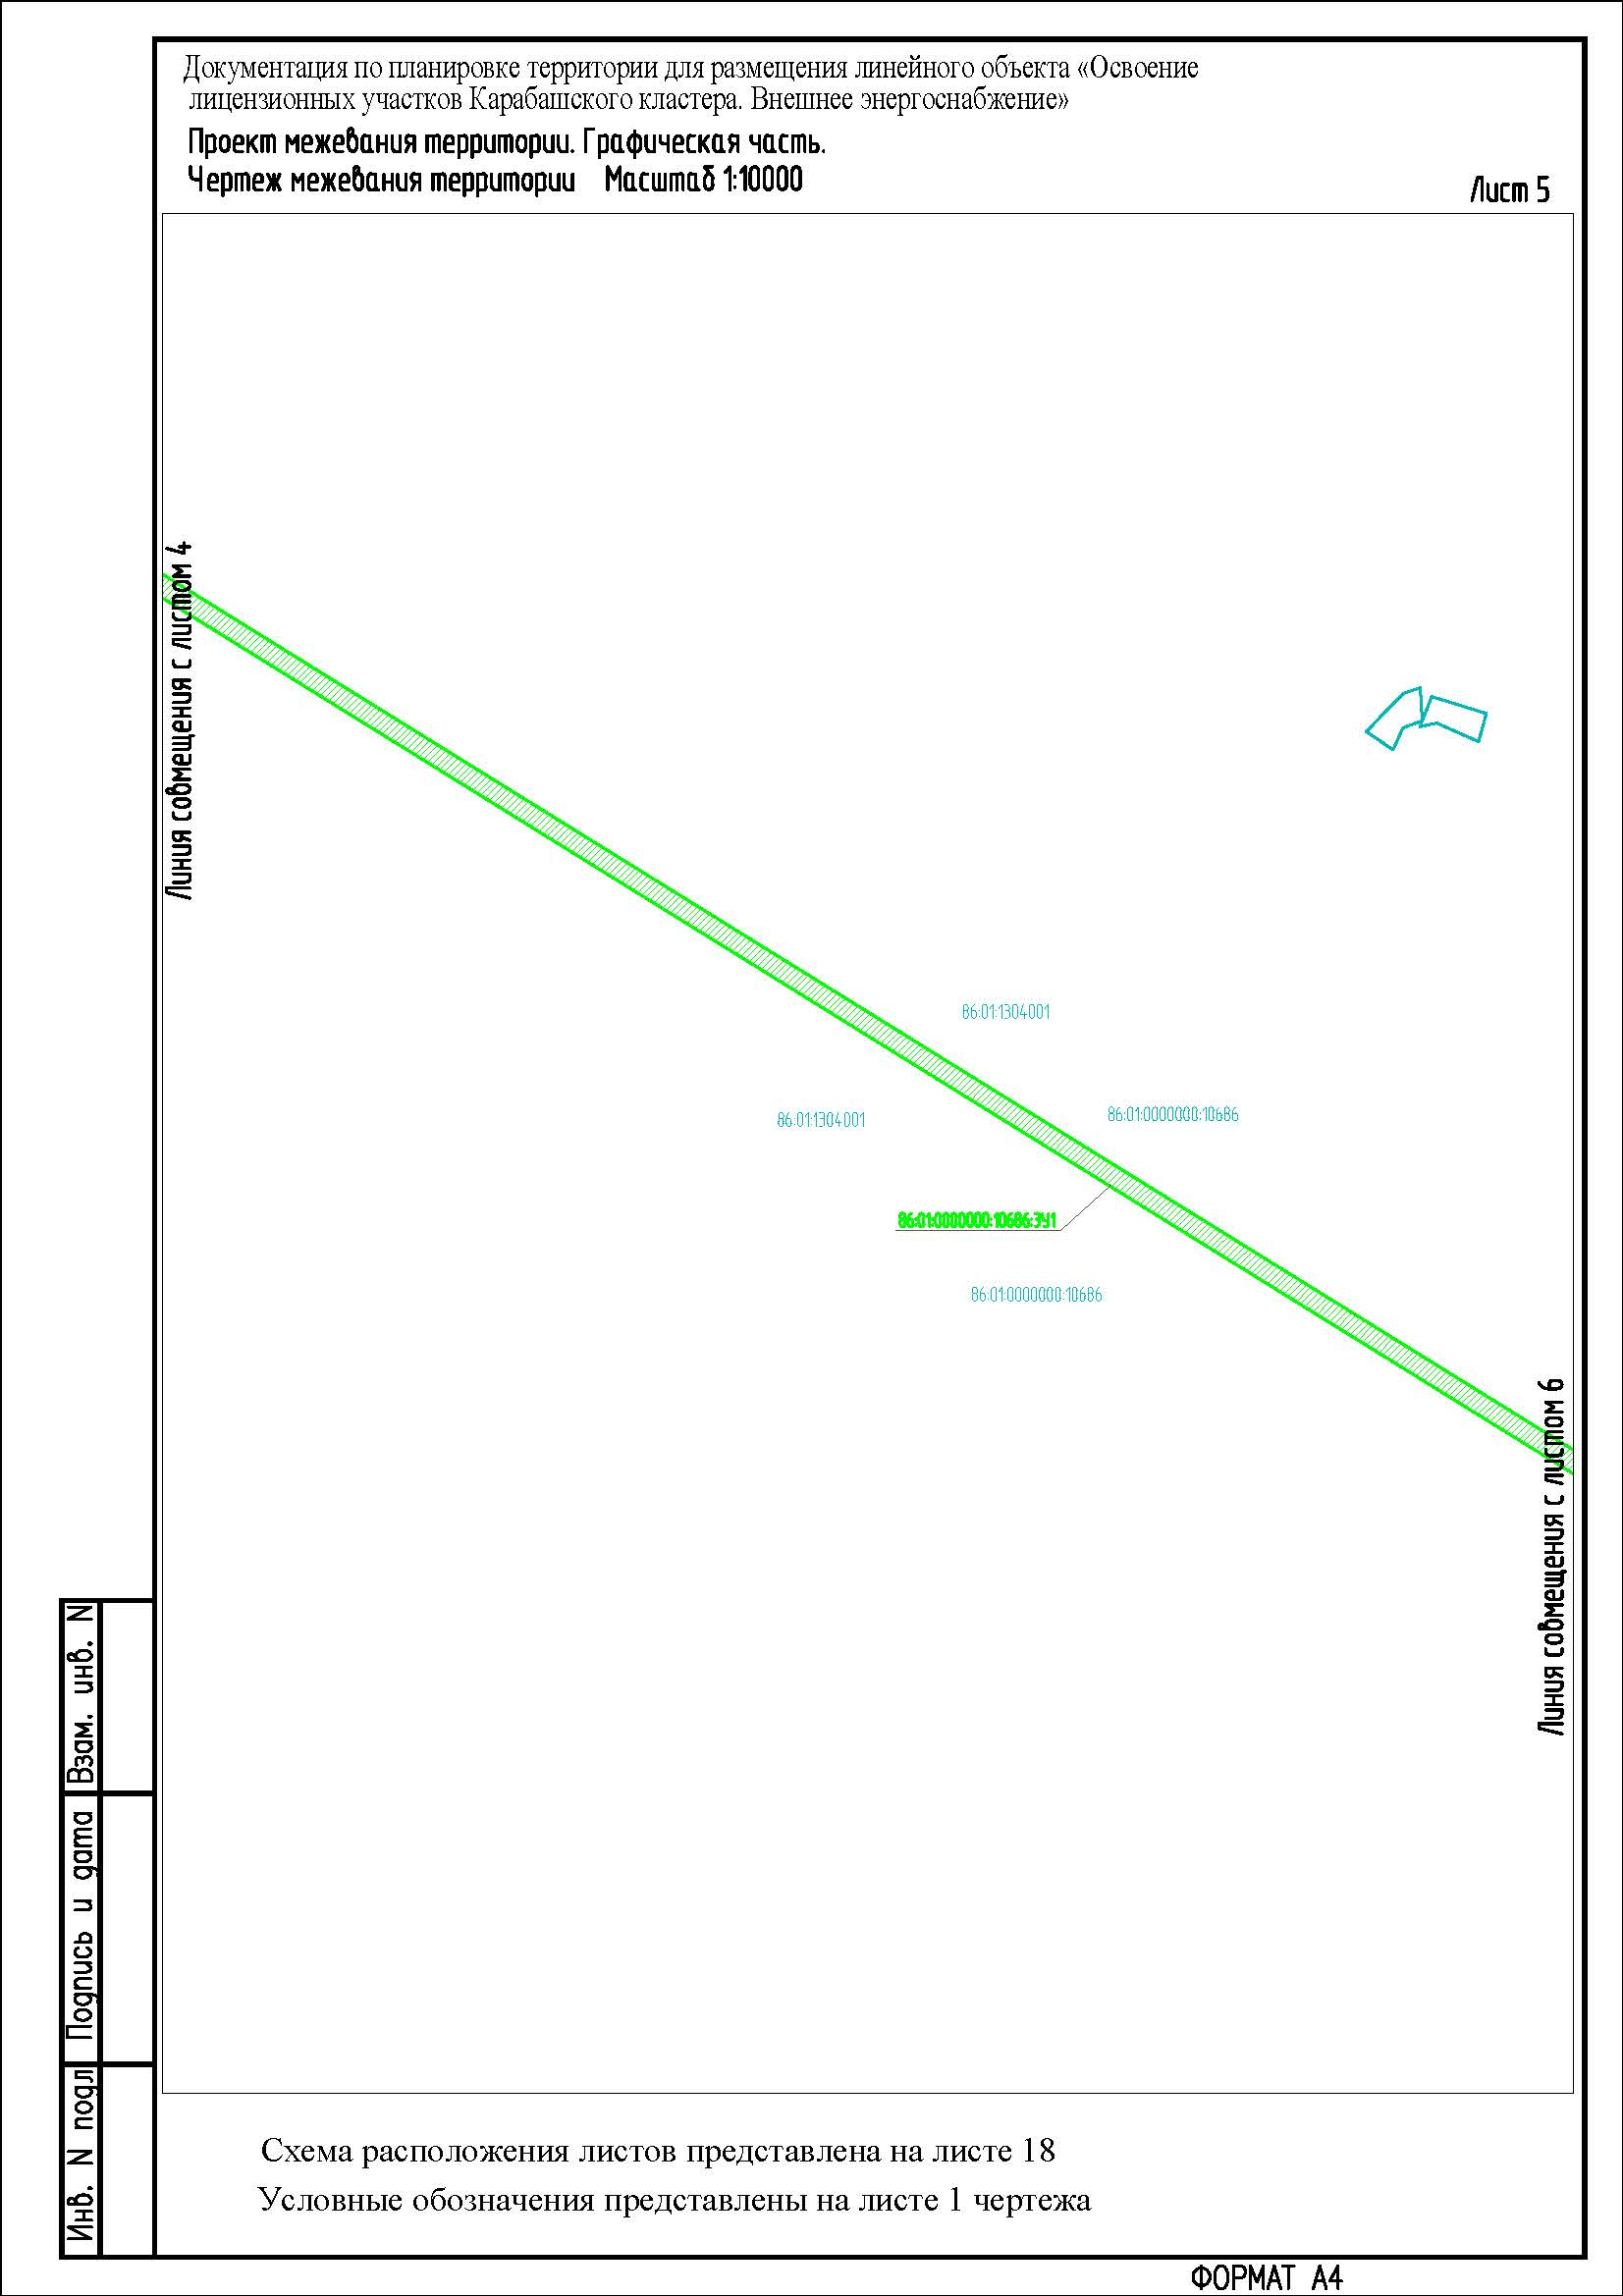 Документация по планировке территории для размещения линейного объекта «Освоение
лицензионных участков Карабашского кластера. Внешнее энергоснабжение»
Проект межевания территории. Графическая часть.
Чертеж межевания территории Масштаб 1:10000
Лист 5
Линия совмещения с листом 4
86:01:1304001
86:01:1304001
86:01:0000000:10686
86:01:0000000:10686:ЗУ1
86:01:0000000:10686
Линия совмещения с листом 6
Взам. инв. N
Подпись и дата
Инв. N подл
Схема расположения листов представлена на листе 18
Условные обозначения представлены на листе 1 чертежа
ФОРМАТ А4